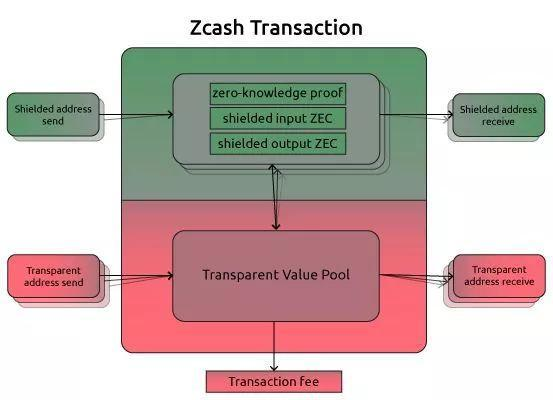 Zcash Transaction
Shielded address
send
zero-knowledge proof
shielded input ZEC
shielded output ZEC
Shielded address
receive
Transparent
address send
Transparent Value Pool
Transparent
address receive
Transaction fee